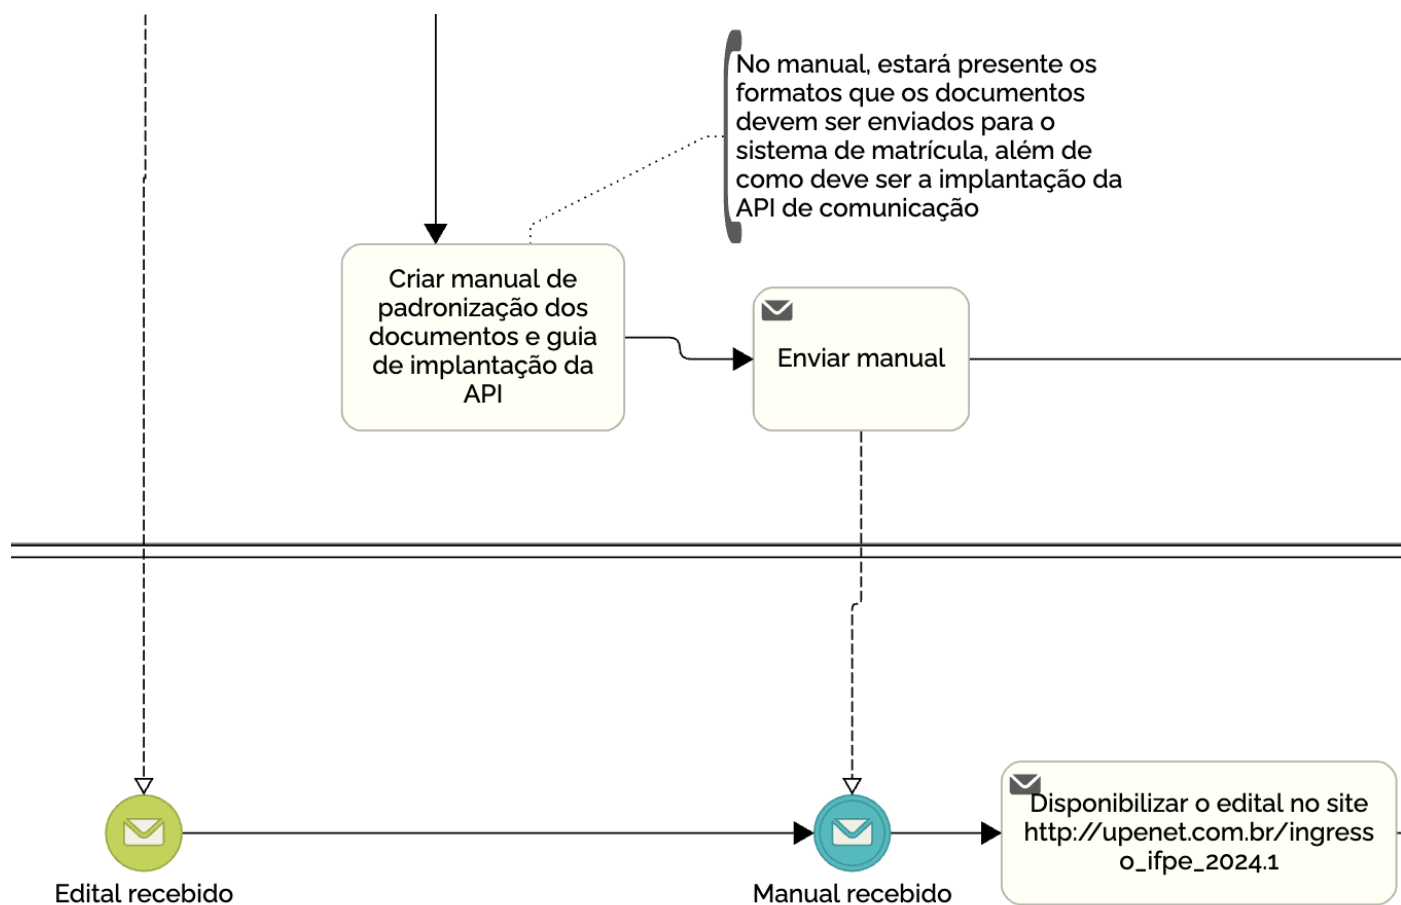 No manual, estará presente os
formatos que os documentos
devem ser enviados para o
sistema de matrícula, além de
como deve ser a implantação da
API de comunicação
Criar manual de
padronização dos
documentos e guia
de implantação da
API
Enviar manual
Edital recebido
Manual recebido
Disponibilizar o edital no site
http://upenet.com.br/ingress
o_ifpe_2024.1